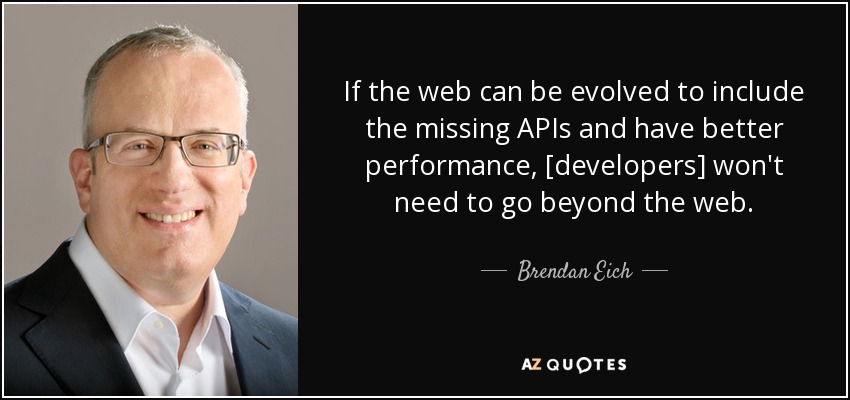 If the web can be evolved to include
the missing APIs and have better
performance, [developers] won't
need to go beyond the web.
Brendan Eich
AZ QUOTES